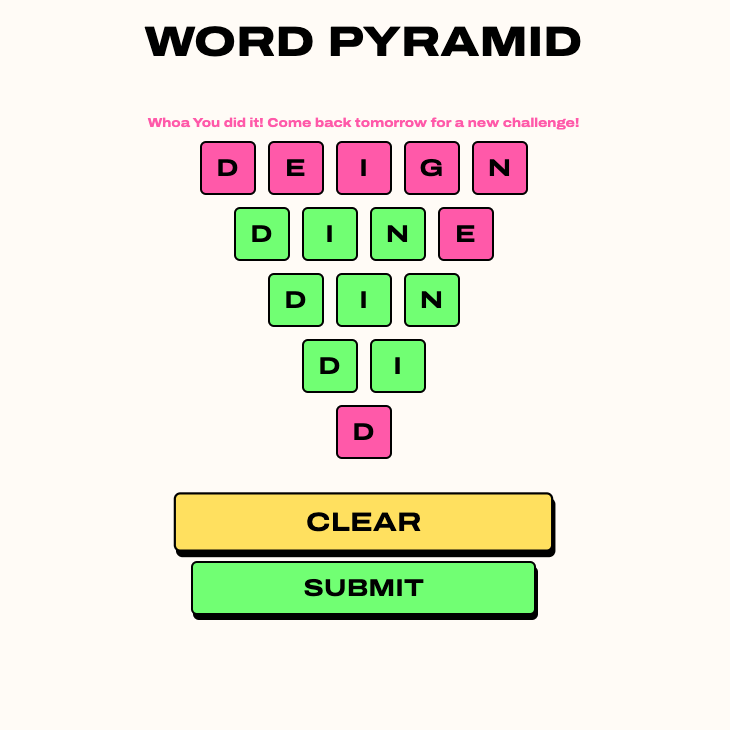 WORD PYRAMID
Whoa You did it! Come back tomorrow for a new challenge!
D E I G N
D I N E
D I N
D I
D
CLEAR
SUBMIT